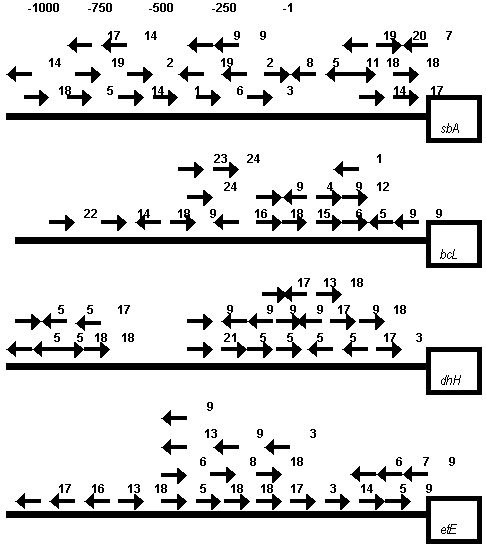 -1000 -750 -500 -250 -1
17 14 9 9 19 20 7
14 19 2 19 2 8 5 11 18 18
18 5 14 1 6 3 14 17
sbA
23 24 1
24 9 4 9 12
22 14 18 9 16 18 15 6 5 9 9
bcL
17 13 18
5 5 17 9 9 9 9 17 9 18
5 5 18 18 21 5 5 5 5 17 3
dhH
9
13 9 3
6 8 18 6 7 9
17 16 13 18 5 18 18 17 3 14 5 9
etE